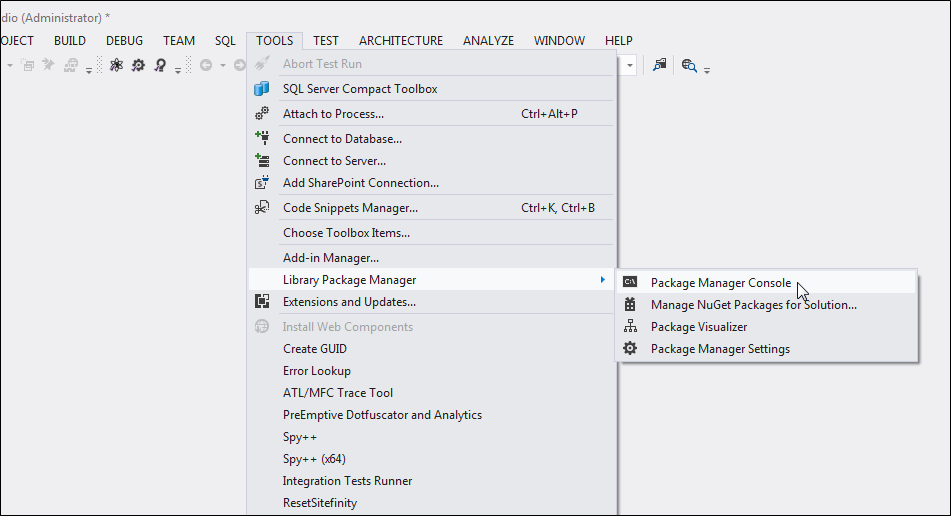 dio (Administrator) *
OJECT BUILD DEBUG TEAM SQL TOOLS TEST ARCHITECTURE ANALYZE WINDOW HELP
Abort Test Run
SQL Server Compact Toolbox
Attach to Process... Ctrl+Alt+P
Connect to Database...
Connect to Server...
Add SharePoint Connection...
Code Snippets Manager... Ctrl+K, Ctrl+B
Choose Toolbox Items...
Add-in Manager...
Library Package Manager
Extensions and Updates...
Install Web Components
Create GUID
Error Lookup
ATL/MFC Trace Tool
PreEmptive Dotfuscator and Analytics
Spy++
Spy++ (x64)
Integration Tests Runner
ResetSitefinity
C:\ Package Manager Console
Manage NuGet Packages for Solution...
Package Visualizer
Package Manager Settings